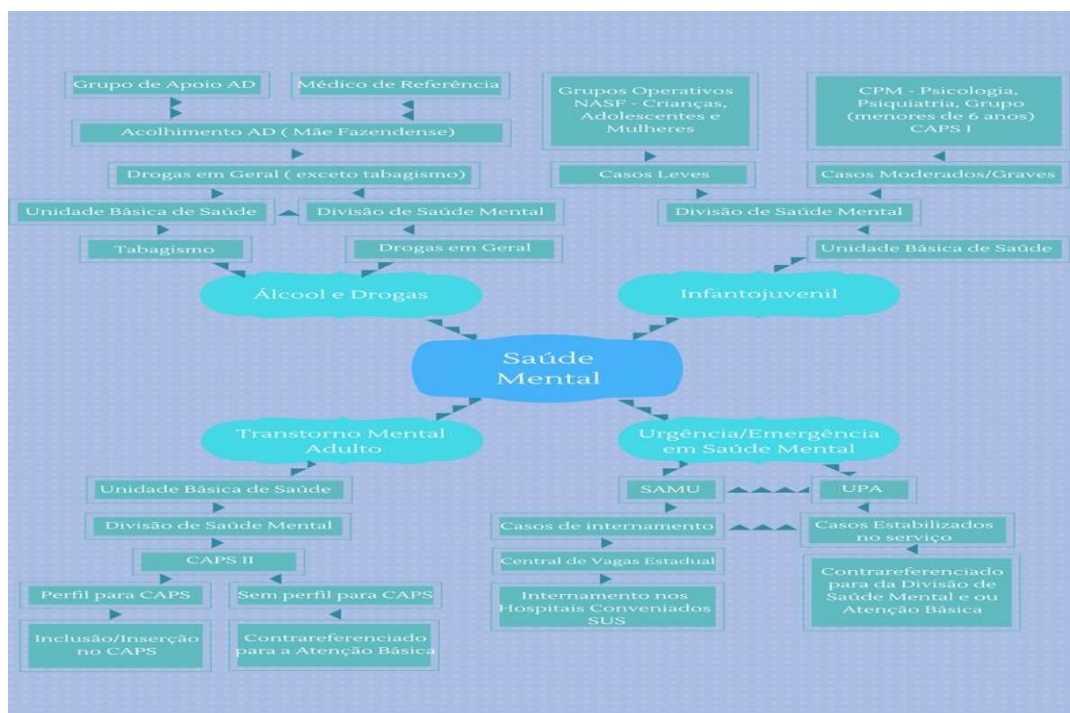 Grupo de Apoio AD
Médico de Referência
Acolhimento AD ( Mãe Fazendense)
Drogas em Geral ( exceto tabagismo)
Unidade Básica de Saúde
Divisão de Saúde Mental
Tabagismo
Drogas em Geral
Álcool e Drogas
Grupos Operativos
NASF - Crianças,
Adolescentes e
Mulheres
CPM - Psicologia,
Psiquiatria, Grupo
(menores de 6 anos)
CAPS I
Casos Leves
Casos Moderados/Graves
Divisão de Saúde Mental
Unidade Básica de Saúde
Infantojuvenil
Saúde
Mental
Transtorno Mental
Adulto
Unidade Básica de Saúde
Divisão de Saúde Mental
CAPS II
Perfil para CAPS
Sem perfil para CAPS
Inclusão/Inserção
no CAPS
Contrareferenciado
para a Atenção Básica
Urgência/Emergência
em Saúde Mental
SAMU
UPA
Casos de internamento
Casos Estabilizados
no serviço
Central de Vagas Estadual
Internamento nos
Hospitais Conveniados
SUS
Contrareferenciado
para da Divisão de
Saúde Mental e ou
Atenção Básica